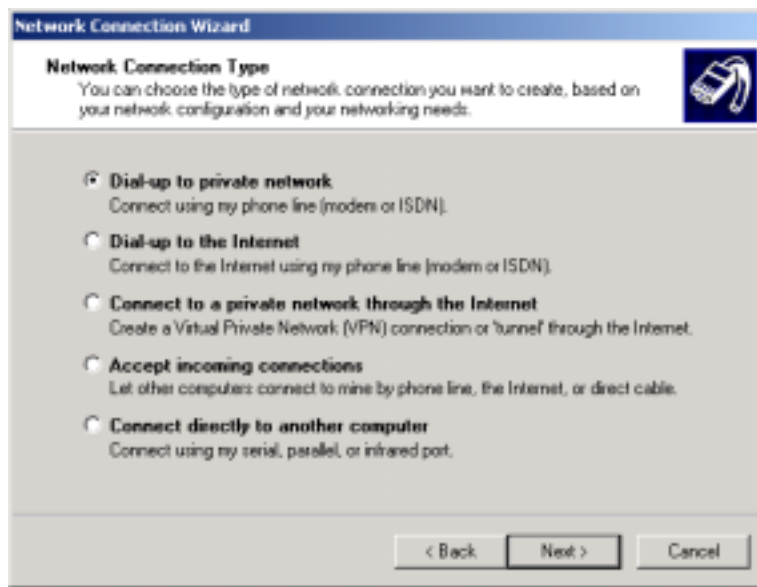 Network Connection Wizard
Network Connection Type
You can choose the type of network connection you want to create, based on
your network configuration and your networking needs.
Dial-up to private network
Connect using my phone line (modem or ISDN).
Dial-up to the Internet
Connect to the Internet using my phone line (modem or ISDN).
Connect to a private network through the Internet
Create a Virtual Private Network (VPN) connection or 'tunnel' through the Internet.
Accept incoming connections
Let other computers connect to mine by phone line, the Internet, or direct cable.
Connect directly to another computer
Connect using my serial, parallel, or infrared port.
< Back Next > Cancel